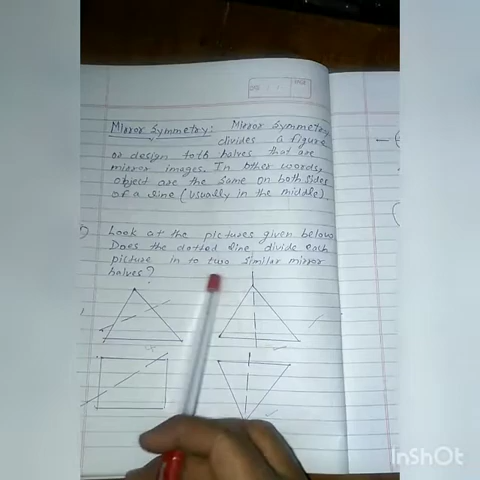 Mirror Symmetry: Mirror Symmetry
divides a figure
or design into halves that are
mirror images. In other words,
object are the same on both sides
of a line (usually in the middle).
Look at the pictures given below
Does the dotted line divide each
picture in to two similar mirror
halves?
InShOt